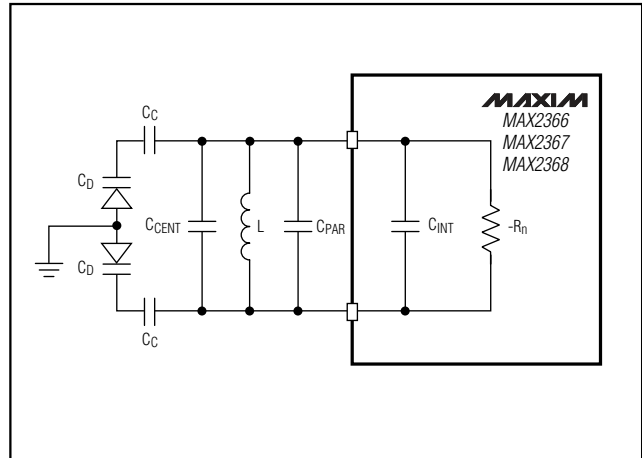 MAXIM
MAX2366
MAX2367
MAX2368
CC
CD
CCENT
L
CPAR
CINT
-Rn
CD
CC